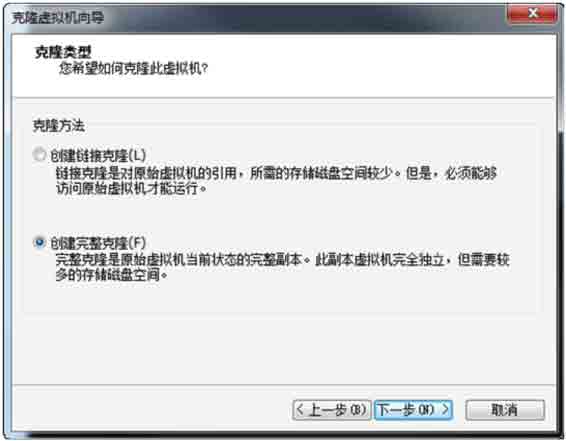 克隆虚拟机向导
克隆类型
您希望如何克隆此虚拟机?
克隆方法
创建链接克隆(L)
链接克隆是对原始虚拟机的引用，所需的存储磁盘空间较少。但是，必须能够
访问原始虚拟机才能运行。
创建完整克隆(F)
完整克隆是原始虚拟机当前状态的完整副本。此副本虚拟机完全独立，但需要较
多的存储磁盘空间。
< 上一步(B) 下一步(N) > 取消